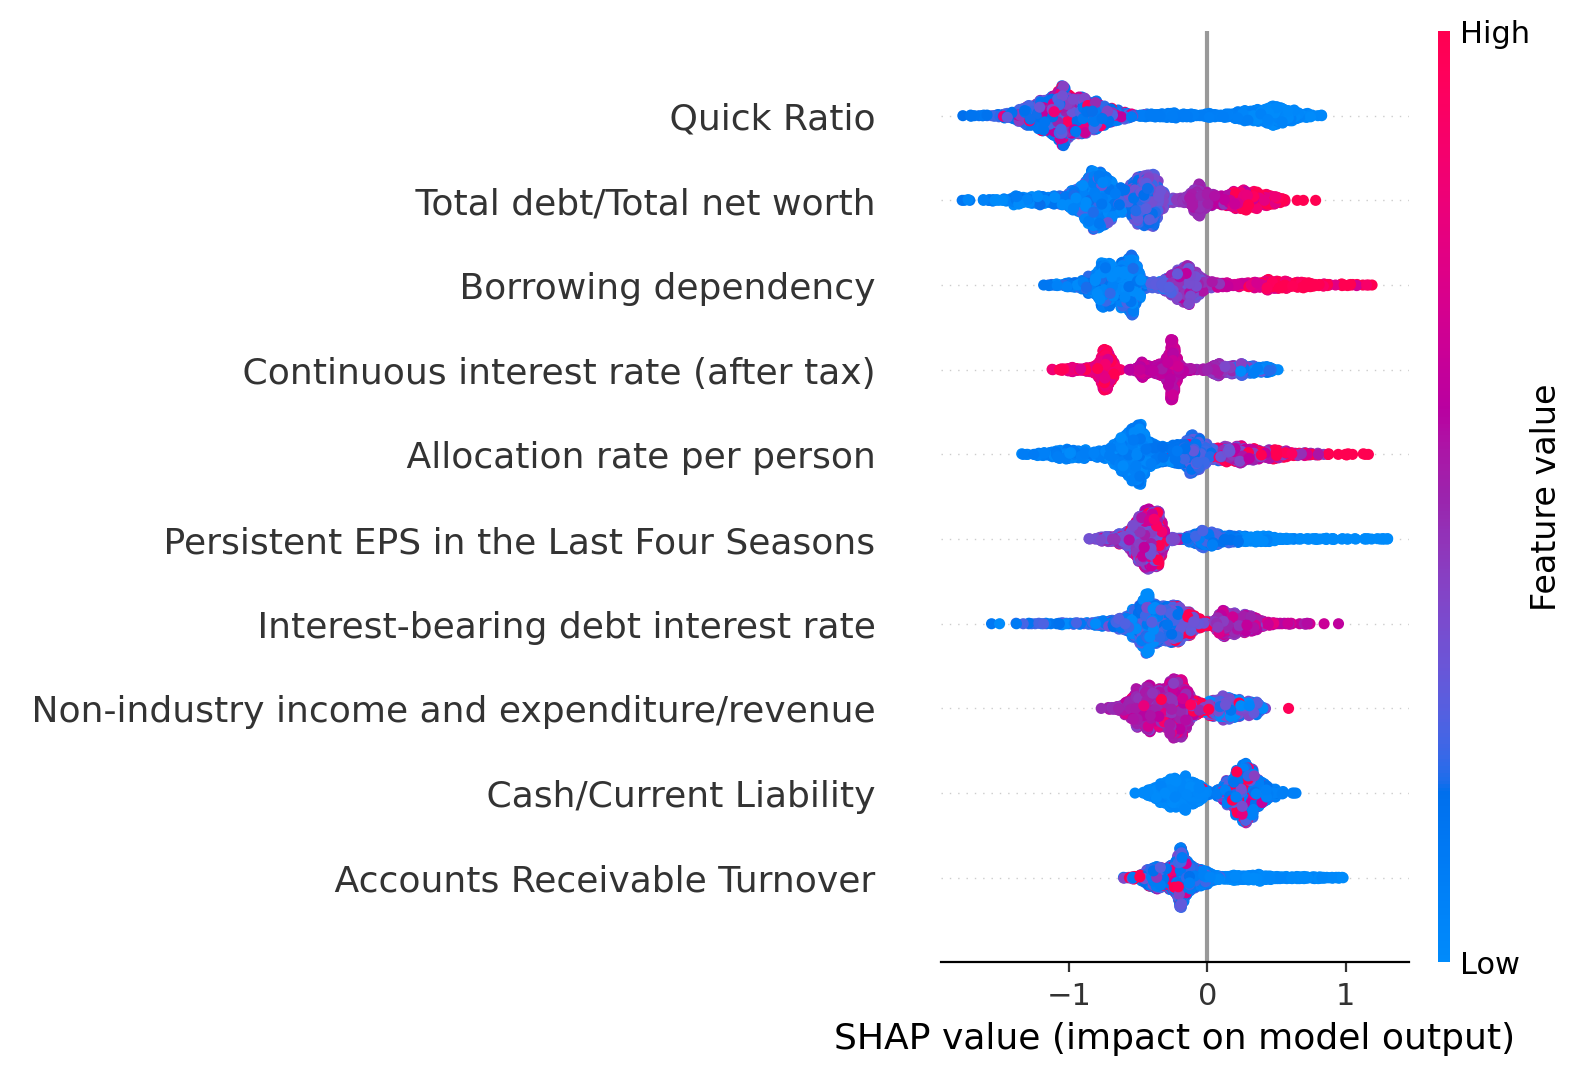 High
Quick Ratio
Total debt/Total net worth
Borrowing dependency
Continuous interest rate (after tax)
Allocation rate per person
Persistent EPS in the Last Four Seasons
Interest-bearing debt interest rate
Non-industry income and expenditure/revenue
Cash/Current Liability
Accounts Receivable Turnover
Feature value
Low
−1 0 1
SHAP value (impact on model output)